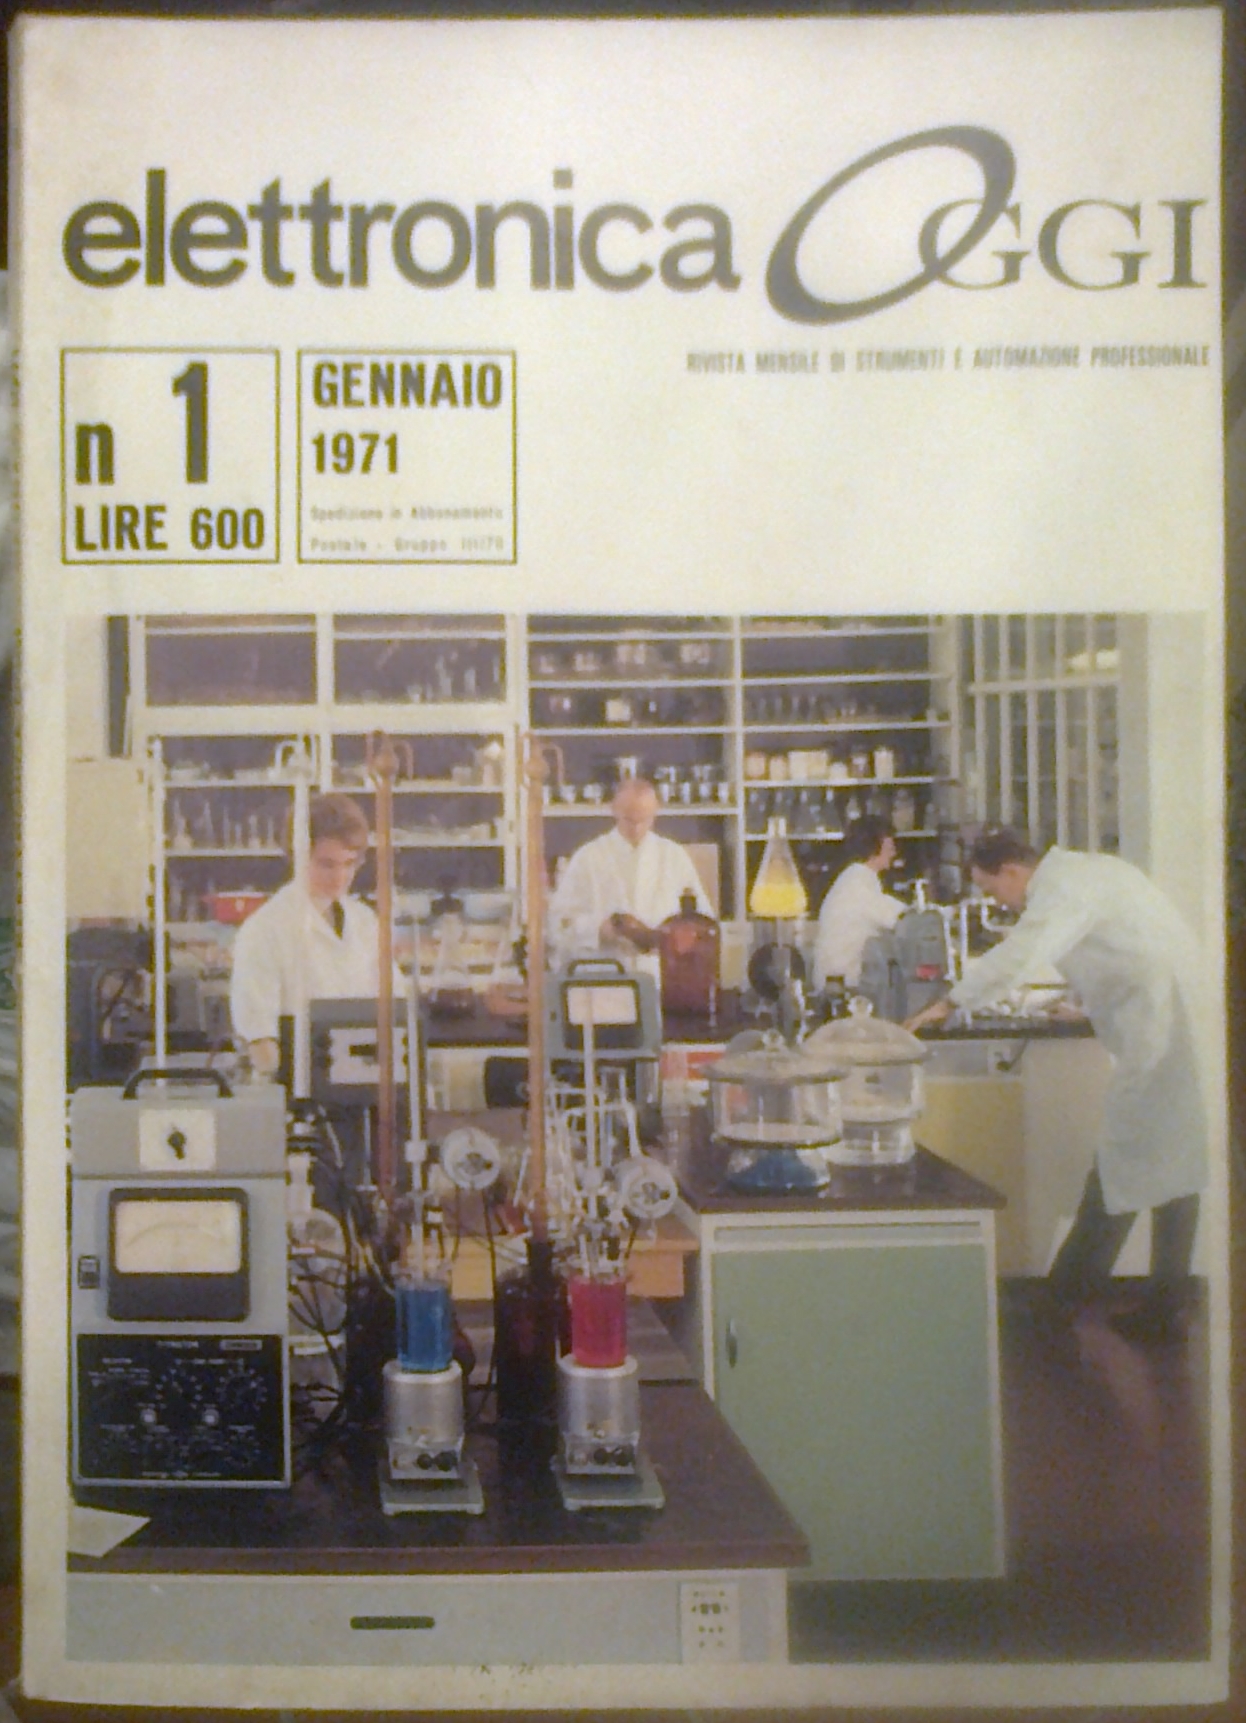 elettronica OGGI
RIVISTA MENSILE DI STRUMENTI E AUTOMAZIONE PROFESSIONALE
n 1
LIRE 600
GENNAIO
1971
Spedizione in Abbonamento
Postale - Gruppo III/70